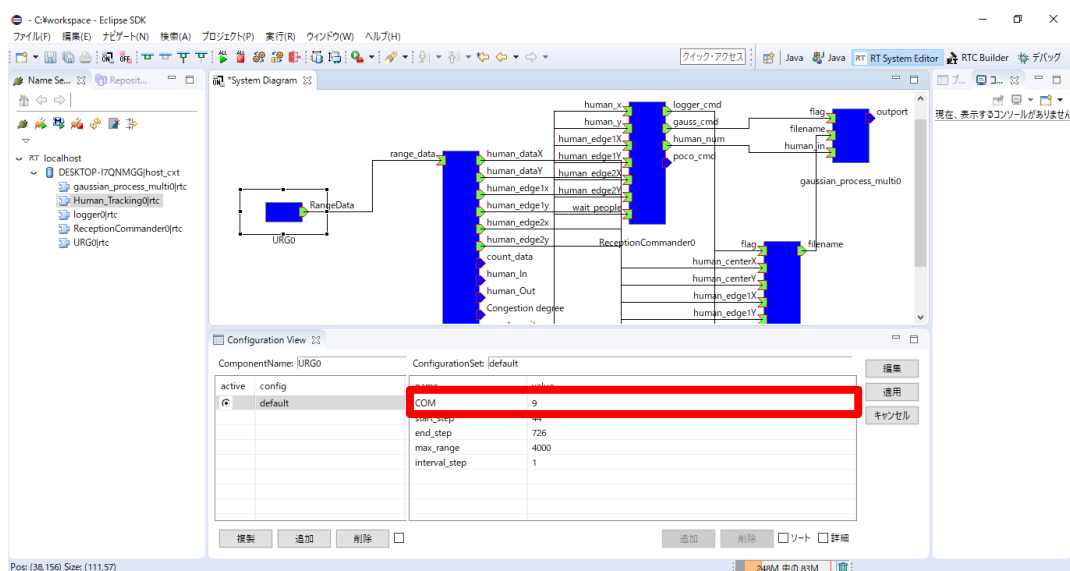 - C:¥workspace - Eclipse SDK
ファイル(F) 編集(E) ナビゲート(N) 検索(A) プロジェクト(P) 実行(R) ウィンドウ(W) ヘルプ(H)
クイック・アクセス Java Java RT System Editor RTC Builder デバッグ
Name Se... Reposit...
RT localhost
DESKTOP-I7QNMGG|host_cxt
gaussian_process_multi0|rtc
Human_Tracking0|rtc
logger0|rtc
ReceptionCommander0|rtc
URG0|rtc
*System Diagram
RangeData
URG0
range_data
human_dataX
human_dataY
human_edge1x
human_edge1y
human_edge2x
human_edge2y
count_data
human_In
human_Out
Congestion degree
human_x
human_y
human_edge1X
human_edge1Y
human_edge2X
human_edge2Y
wait_people
logger_cmd
gauss_cmd
human_num
poco_cmd
ReceptionCommander0
flag
filename
human_in
outport
gaussian_process_multi0
flag
human_centerX
human_centerY
human_edge1X
human_edge1Y
filename
現在、表示するコンソールがありません
Configuration View
ComponentName: URG0 ConfigurationSet: default
active config
default
name value
COM 9
start_step 44
end_step 726
max_range 4000
interval_step 1
編集
適用
キャンセル
複製 追加 削除
追加 削除 ソート 詳細
Pos: (38,156) Size: (111,57)
248M 中の 83M